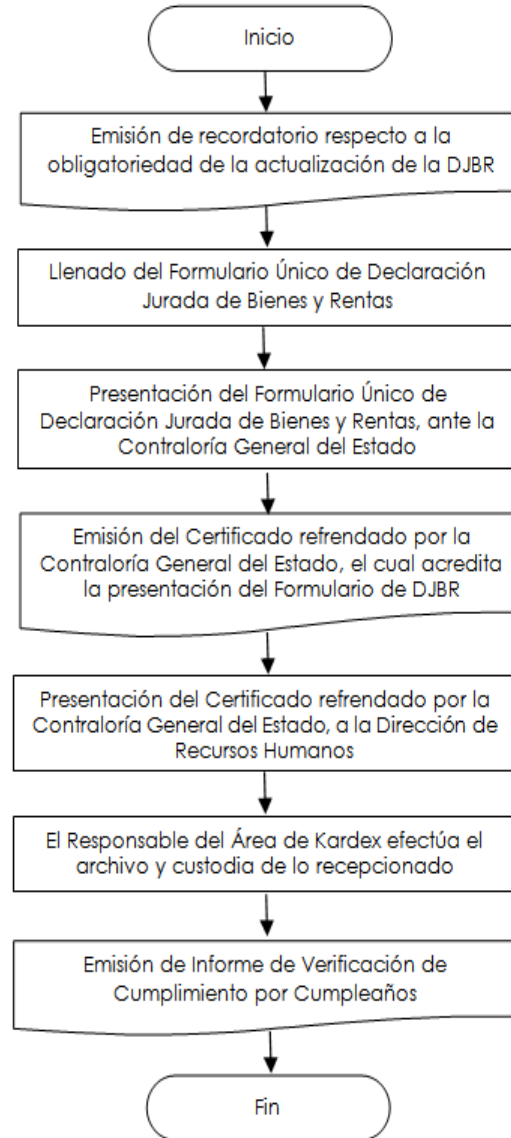 Inicio
Emisión de recordatorio respecto a la
obligatoriedad de la actualización de la DJBR
Llenado del Formulario Único de Declaración
Jurada de Bienes y Rentas
Presentación del Formulario Único de
Declaración Jurada de Bienes y Rentas, ante la
Contraloría General del Estado
Emisión del Certificado refrendado por la
Contraloría General del Estado, el cual acredita
la presentación del Formulario de DJBR
Presentación del Certificado refrendado por la
Contraloría General del Estado, a la Dirección de
Recursos Humanos
El Responsable del Área de Kardex efectúa el
archivo y custodia de lo recepcionado
Emisión de Informe de Verificación de
Cumplimiento por Cumpleaños
Fin